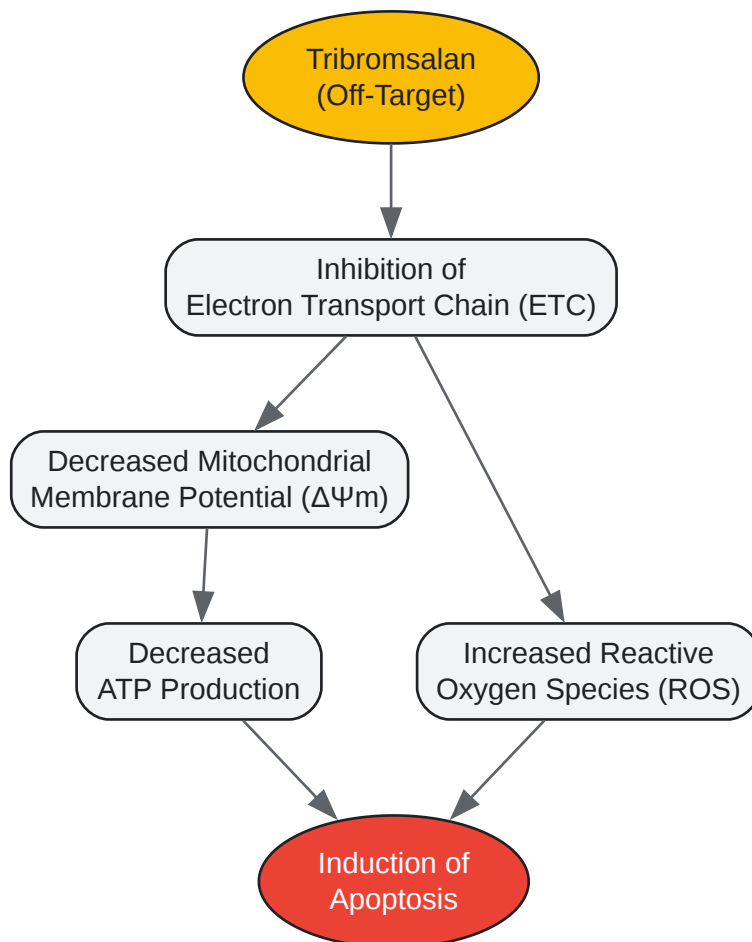 Tribromsalan
(Off-Target)
Inhibition of
Electron Transport Chain (ETC)
Decreased Mitochondrial
Membrane Potential (ΔΨm)
Decreased
ATP Production
Increased Reactive
Oxygen Species (ROS)
Induction of
Apoptosis